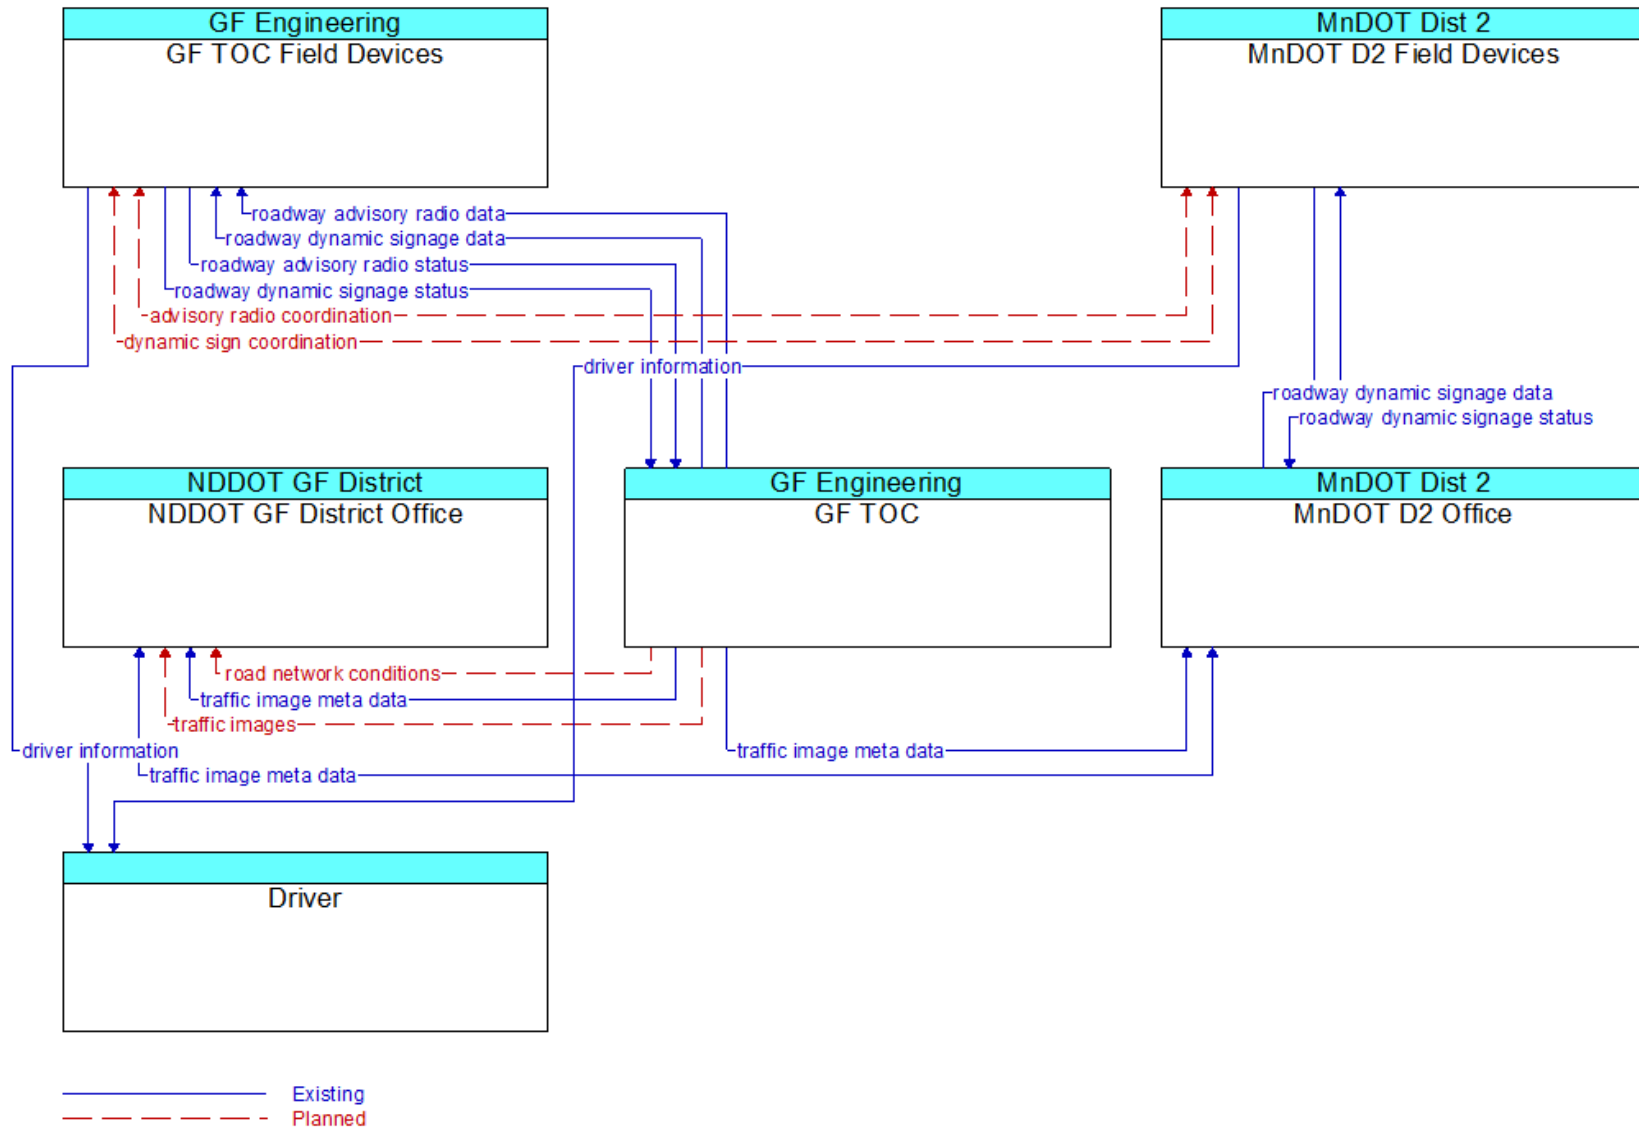 GF Engineering
GF TOC Field Devices
MnDOT Dist 2
MnDOT D2 Field Devices
roadway advisory radio data
roadway dynamic signage data
roadway advisory radio status
roadway dynamic signage status
advisory radio coordination
dynamic sign coordination
driver information
roadway dynamic signage data
roadway dynamic signage status
NDDOT GF District
NDDOT GF District Office
GF Engineering
GF TOC
MnDOT Dist 2
MnDOT D2 Office
road network conditions
traffic image meta data
traffic images
driver information
traffic image meta data
traffic image meta data
Driver
Existing
Planned